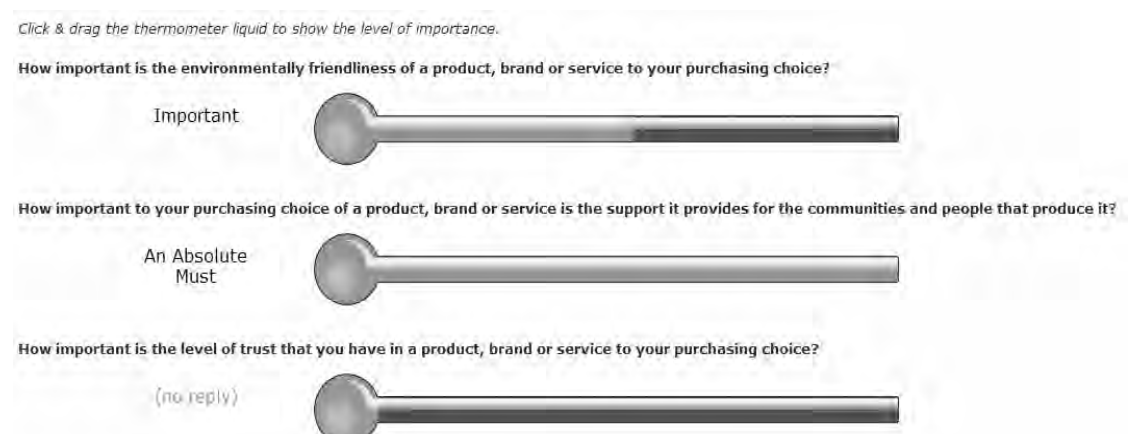 Click & drag the thermometer liquid to show the level of importance.
How important is the environmentally friendliness of a product, brand or service to your purchasing choice?
Important
How important to your purchasing choice of a product, brand or service is the support it provides for the communities and people that produce it?
An Absolute
Must
How important is the level of trust that you have in a product, brand or service to your purchasing choice?
(no reply)